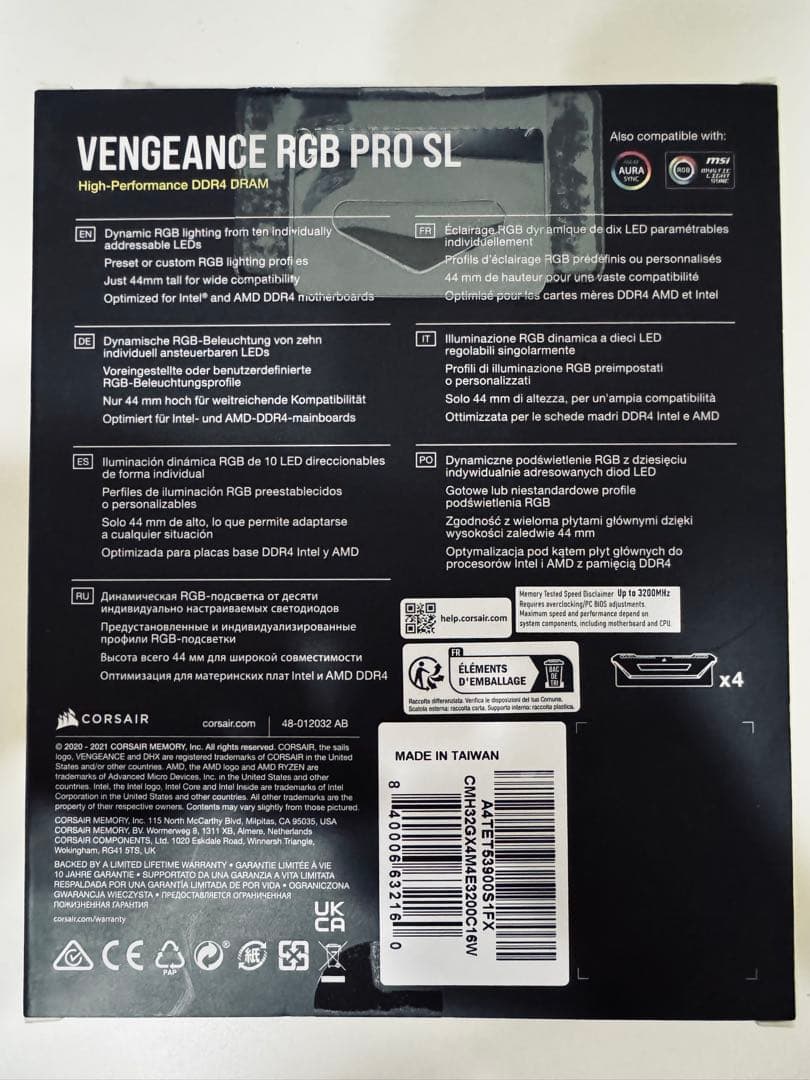 VENGEANCE RGB PRO SL
High-Performance DDR4 DRAM
Also compatible with:
AURA
SYNC
RGB
msi
MYSTIC
LIGHT
SYNC
EN
Dynamic RGB lighting from ten individually
addressable LEDs
Preset or custom RGB lighting profiles
Just 44mm tall for wide compatibility
Optimized for Intel® and AMD DDR4 motherboards
FR
Éclairage RGB dynamique de dix LED paramétrables
individuellement
Profils d'éclairage RGB prédéfinis ou personnalisés
44 mm de hauteur pour une vaste compatibilité
Optimisé pour les cartes mères DDR4 AMD et Intel
DE
Dynamische RGB-Beleuchtung von zehn
individuell ansteuerbaren LEDs
Voreingestellte oder benutzerdefinierte
RGB-Beleuchtungsprofile
Nur 44 mm hoch für weitreichende Kompatibilität
Optimiert für Intel- und AMD-DDR4-mainboards
IT
Illuminazione RGB dinamica a dieci LED
regolabili singolarmente
Profili di illuminazione RGB preimpostati
o personalizzati
Solo 44 mm di altezza, per un'ampia compatibilità
Ottimizzata per le schede madri DDR4 Intel e AMD
ES
Iluminación dinámica RGB de 10 LED direccionables
de forma individual
Perfiles de iluminación RGB preestablecidos
o personalizables
Solo 44 mm de alto, lo que permite adaptarse
a cualquier situación
Optimizada para placas base DDR4 Intel y AMD
PO
Dynamiczne podświetlenie RGB z dziesięciu
indywidualnie adresowanych diod LED
Gotowe lub niestandardowe profile
podświetlenia RGB
Zgodność z wieloma płytami głównymi dzięki
wysokości zaledwie 44 mm
Optymalizacja pod kątem płyt głównych do
procesorów Intel i AMD z pamięcią DDR4
RU
Динамическая RGB-подсветка от десяти
индивидуально настраиваемых светодиодов
Предустановленные и индивидуализированные
профили RGB-подсветки
Высота всего 44 мм для широкой совместимости
Оптимизация для материнских плат Intel и AMD DDR4
help.corsair.com
Memory Tested Speed Disclaimer Up to 3200MHz
Requires overclocking/PC BIOS adjustments.
Maximum speed and performance depend on
system components, including motherboard and CPU.
FR
ÉLÉMENTS
D'EMBALLAGE
BAC
DE
TRI
Raccolta differenziata. Verifica le disposizioni del tuo Comune.
Scatola esterna: raccolta carta. Supporto interno: raccolta plastica.
x4
CORSAIR
corsair.com
48-012032 AB
© 2020 - 2021 CORSAIR MEMORY, Inc. All rights reserved. CORSAIR, the sails
logo, VENGEANCE and DHX are registered trademarks of CORSAIR in the United
States and/or other countries. AMD, the AMD logo and AMD RYZEN are
trademarks of Advanced Micro Devices, Inc. in the United States and other
countries. Intel, the Intel logo, Intel Core and Intel Inside are trademarks of Intel
Corporation in the United States and other countries. All other trademarks are the
property of their respective owners. Contents may vary slightly from those pictured.
CORSAIR MEMORY, Inc. 115 North McCarthy Blvd, Milpitas, CA 95035, USA
CORSAIR MEMORY, BV. Wormerweg 8, 1311 XB, Almere, Netherlands
CORSAIR COMPONENTS, Ltd. 1020 Eskdale Road, Winnersh Triangle,
Wokingham, RG41 5TS, UK
BACKED BY A LIMITED LIFETIME WARRANTY • GARANTIE LIMITÉE À VIE
10 JAHRE GARANTIE • SUPPORTATO DA UNA GARANZIA A VITA LIMITATA
RESPALDADA POR UNA GARANTÍA LIMITADA DE POR VIDA • OGRANICZONA
GWARANCJA WIECZYSTA • ПРЕДОСТАВЛЯЕТСЯ ОГРАНИЧЕННАЯ
ПОЖИЗНЕННАЯ ГАРАНТИЯ
corsair.com/warranty
UK
CA
CE
PAP
紙
MADE IN TAIWAN
8 40006 63216 0
CMH32GX4M4E3200C16W
A4TET53900S1FX